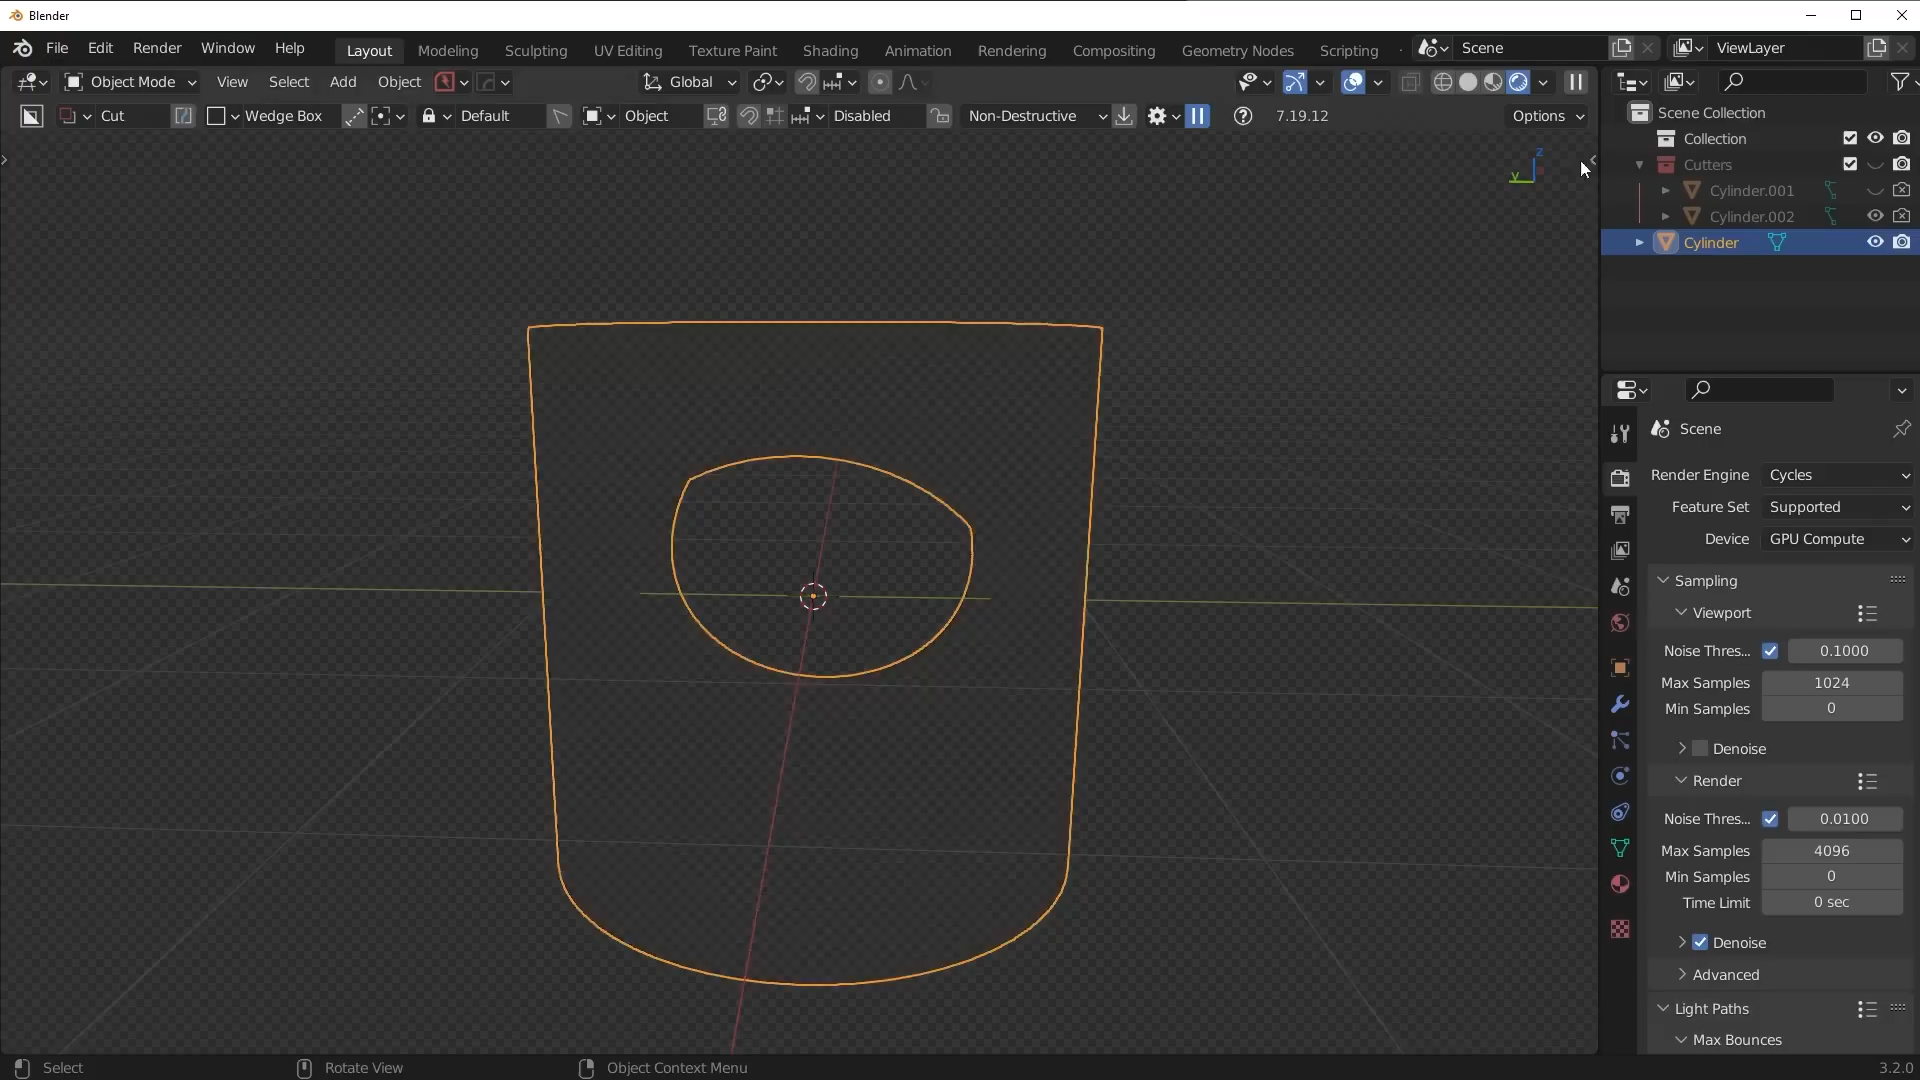 Blender
File Edit Render Window Help Layout Modeling Sculpting UV Editing Texture Paint Shading Animation Rendering Compositing Geometry Nodes Scripting Scene ViewLayer
Object Mode View Select Add Object Global
Cut Wedge Box Default Object Disabled Non-Destructive 7.19.12 Options
Scene Collection
Collection
Cutters
Cylinder.001
Cylinder.002
Cylinder
z
y
Scene
Render Engine Cycles
Feature Set Supported
Device GPU Compute
Sampling
Viewport
Noise Thres... 0.1000
Max Samples 1024
Min Samples 0
Denoise
Render
Noise Thres... 0.0100
Max Samples 4096
Min Samples 0
Time Limit 0 sec
Denoise
Advanced
Light Paths
Max Bounces
Select Rotate View Object Context Menu 3.2.0